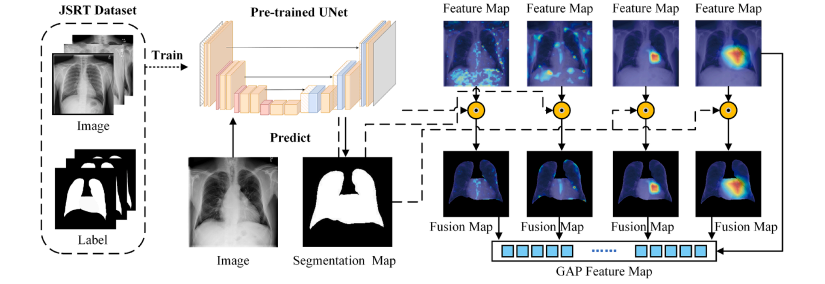 JSRT Dataset
Image
Label
Train
Pre-trained UNet
Predict
Image
Segmentation Map
Feature Map
Feature Map
Feature Map
Feature Map
Fusion Map
Fusion Map
Fusion Map
Fusion Map
GAP Feature Map